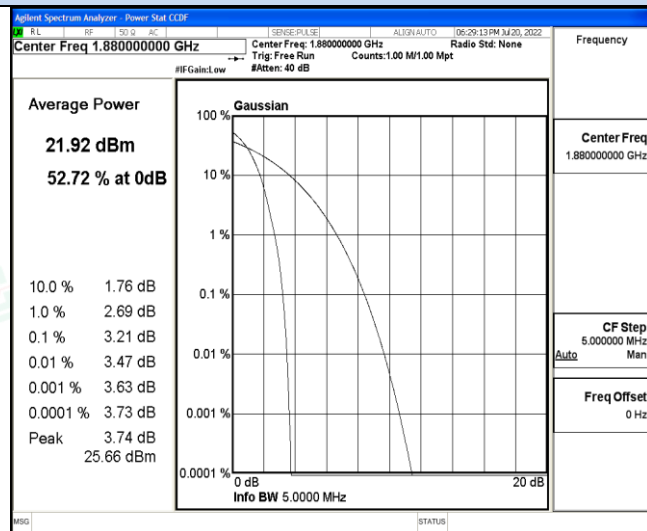 Agilent Spectrum Analyzer - Power Stat CCDF
RL RF 50 Ω AC SENSE:PULSE ALIGN AUTO 06:29:13 PM Jul 20, 2022
Center Freq 1.880000000 GHz
Center Freq: 1.880000000 GHz Radio Std: None
Trig: Free Run Counts:1.00 M/1.00 Mpt
#IFGain:Low #Atten: 40 dB
Frequency
Average Power
21.92 dBm
52.72 % at 0dB
10.0 % 1.76 dB
1.0 % 2.69 dB
0.1 % 3.21 dB
0.01 % 3.47 dB
0.001 % 3.63 dB
0.0001 % 3.73 dB
Peak 3.74 dB
25.66 dBm
Gaussian
100 %
10 %
1 %
0.1 %
0.01 %
0.001 %
0.0001 %
0 dB 20 dB
Info BW 5.0000 MHz
Center Freq
1.880000000 GHz
CF Step
5.000000 MHz
Auto Man
Freq Offset
0 Hz
MSG STATUS